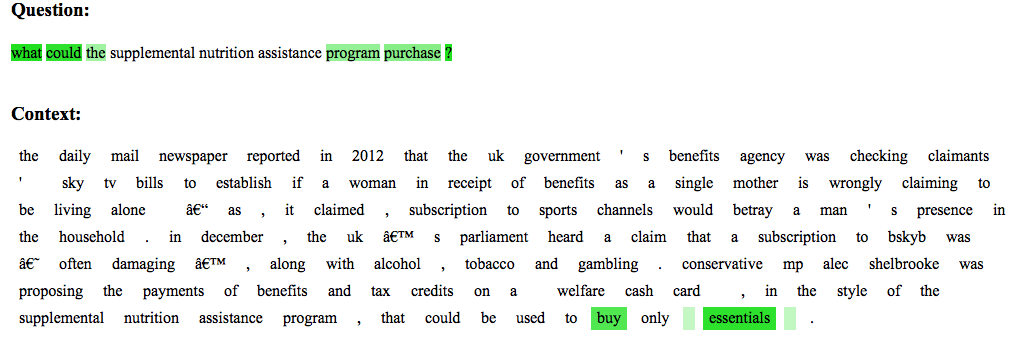 Question:
what could the supplemental nutrition assistance program purchase ?
Context:
the daily mail newspaper reported in 2012 that the uk government ' s benefits agency was checking claimants
' sky tv bills to establish if a woman in receipt of benefits as a single mother is wrongly claiming to
be living alone â€“ as , it claimed , subscription to sports channels would betray a man ' s presence in
the household . in december , the uk â€™ s parliament heard a claim that a subscription to bskyb was
â€˜ often damaging â€™ , along with alcohol , tobacco and gambling . conservative mp alec shelbrooke was
proposing the payments of benefits and tax credits on a welfare cash card , in the style of the
supplemental nutrition assistance program , that could be used to buy only essentials .